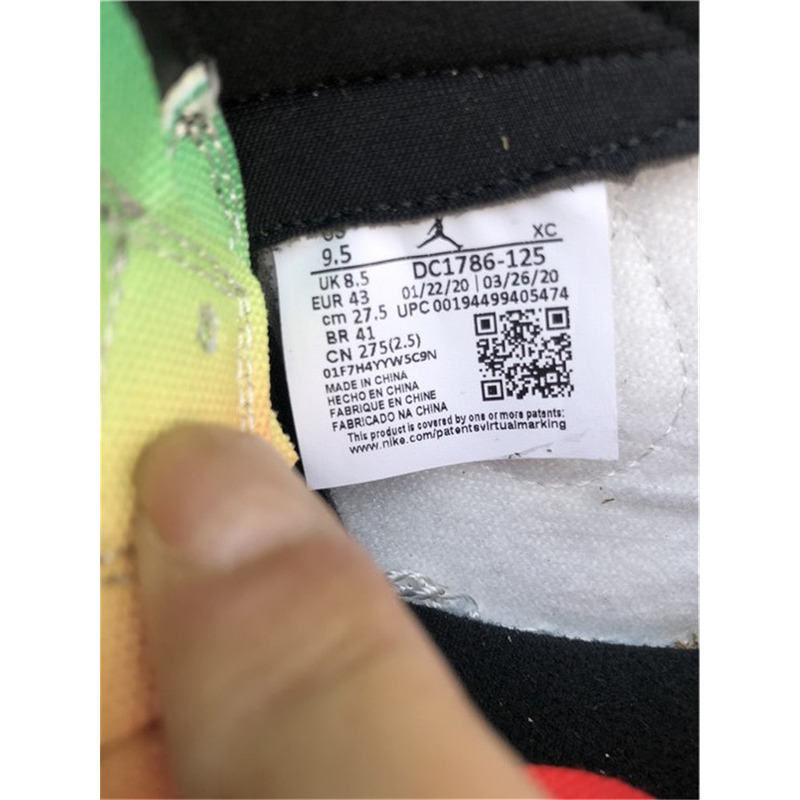 US
9.5
XC
UK 8.5
DC1786-125
EUR 43
01/22/20 | 03/26/20
cm 27.5
UPC 00194499405474
BR 41
CN 275(2.5)
01F7H4YYW5C9N
MADE IN CHINA
HECHO EN CHINA
FABRIQUE EN CHINE
FABRICADO NA CHINA
This product is covered by one or more patents:
www.nike.com/patentsvirtualmarking